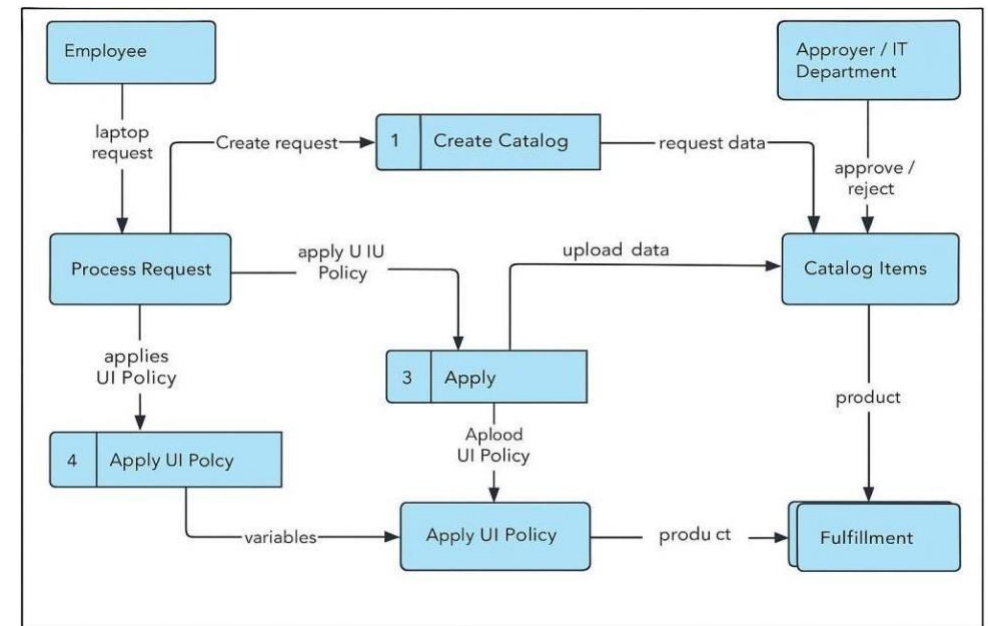 Employee
Approyer / IT
Department
laptop
request
Create request
1
Create Catalog
request data
approve /
reject
Process Request
apply U IU
Policy
upload data
Catalog Items
applies
UI Policy
3
Apply
product
Aplood
UI Policy
4
Apply UI Polcy
variables
Apply UI Policy
produ ct
Fulfillment